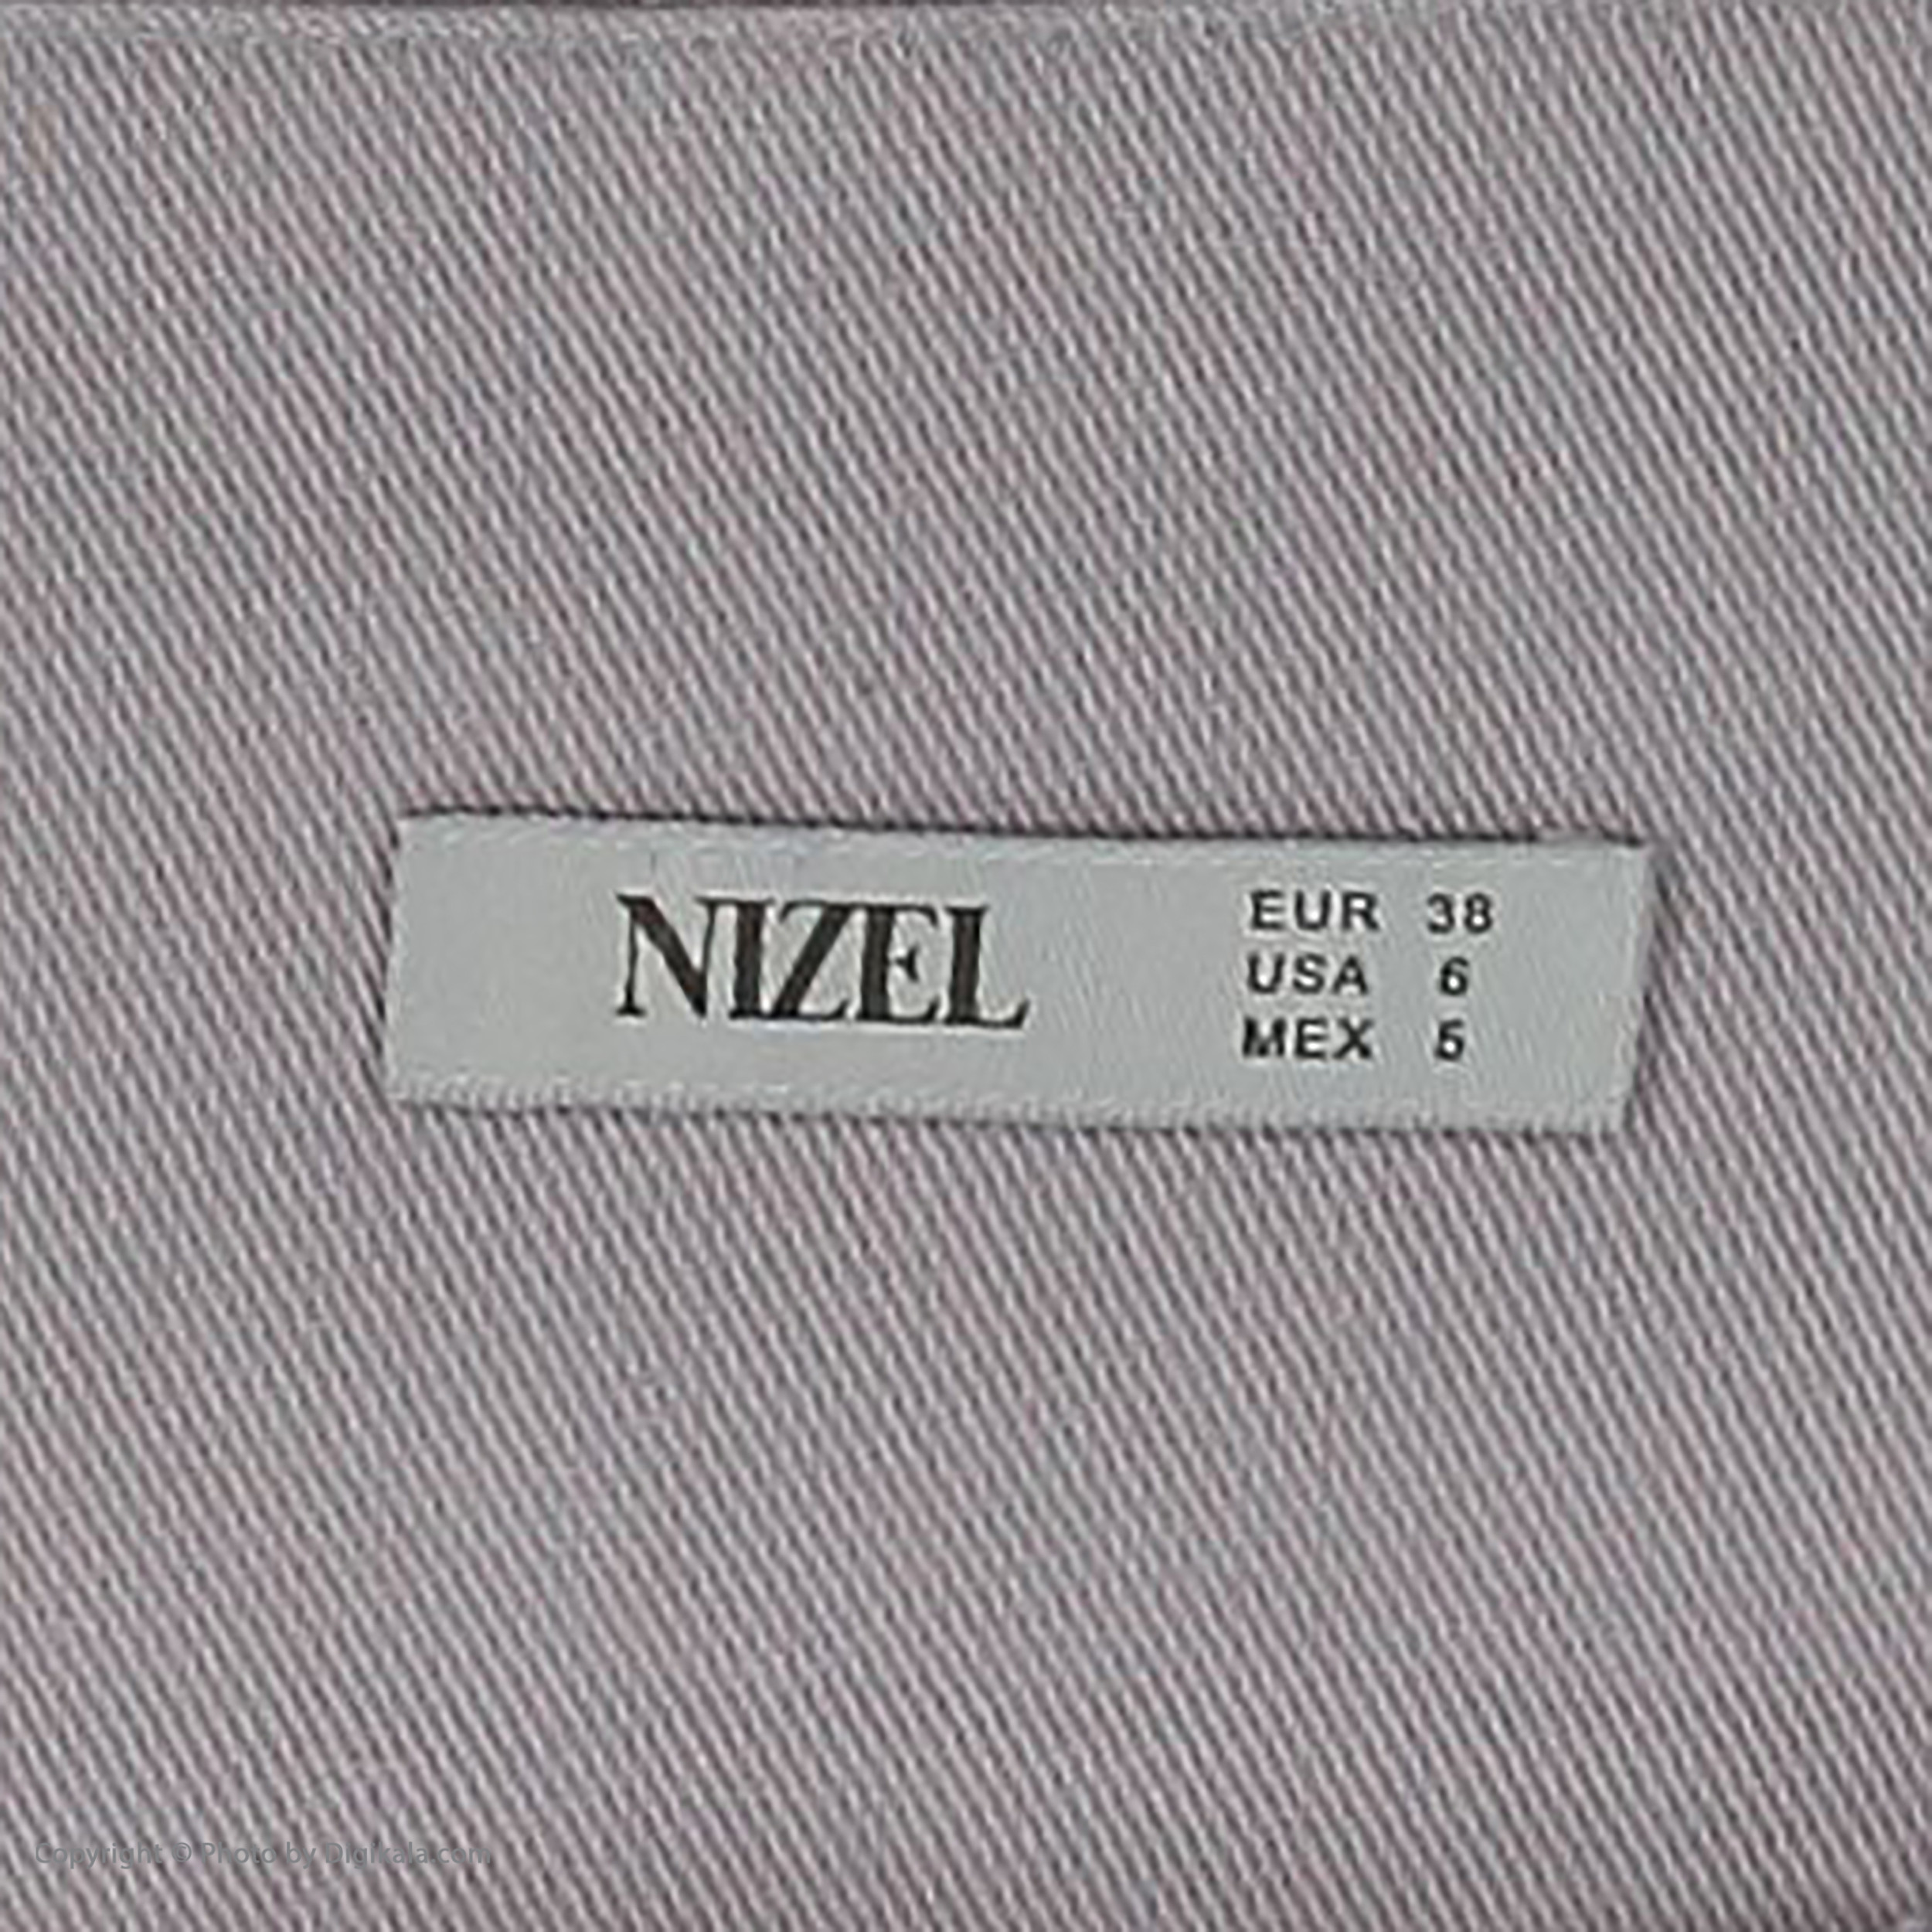 NIZEL
EUR 38
USA 6
MEX 5
Copyright © Photo by Digikala.com